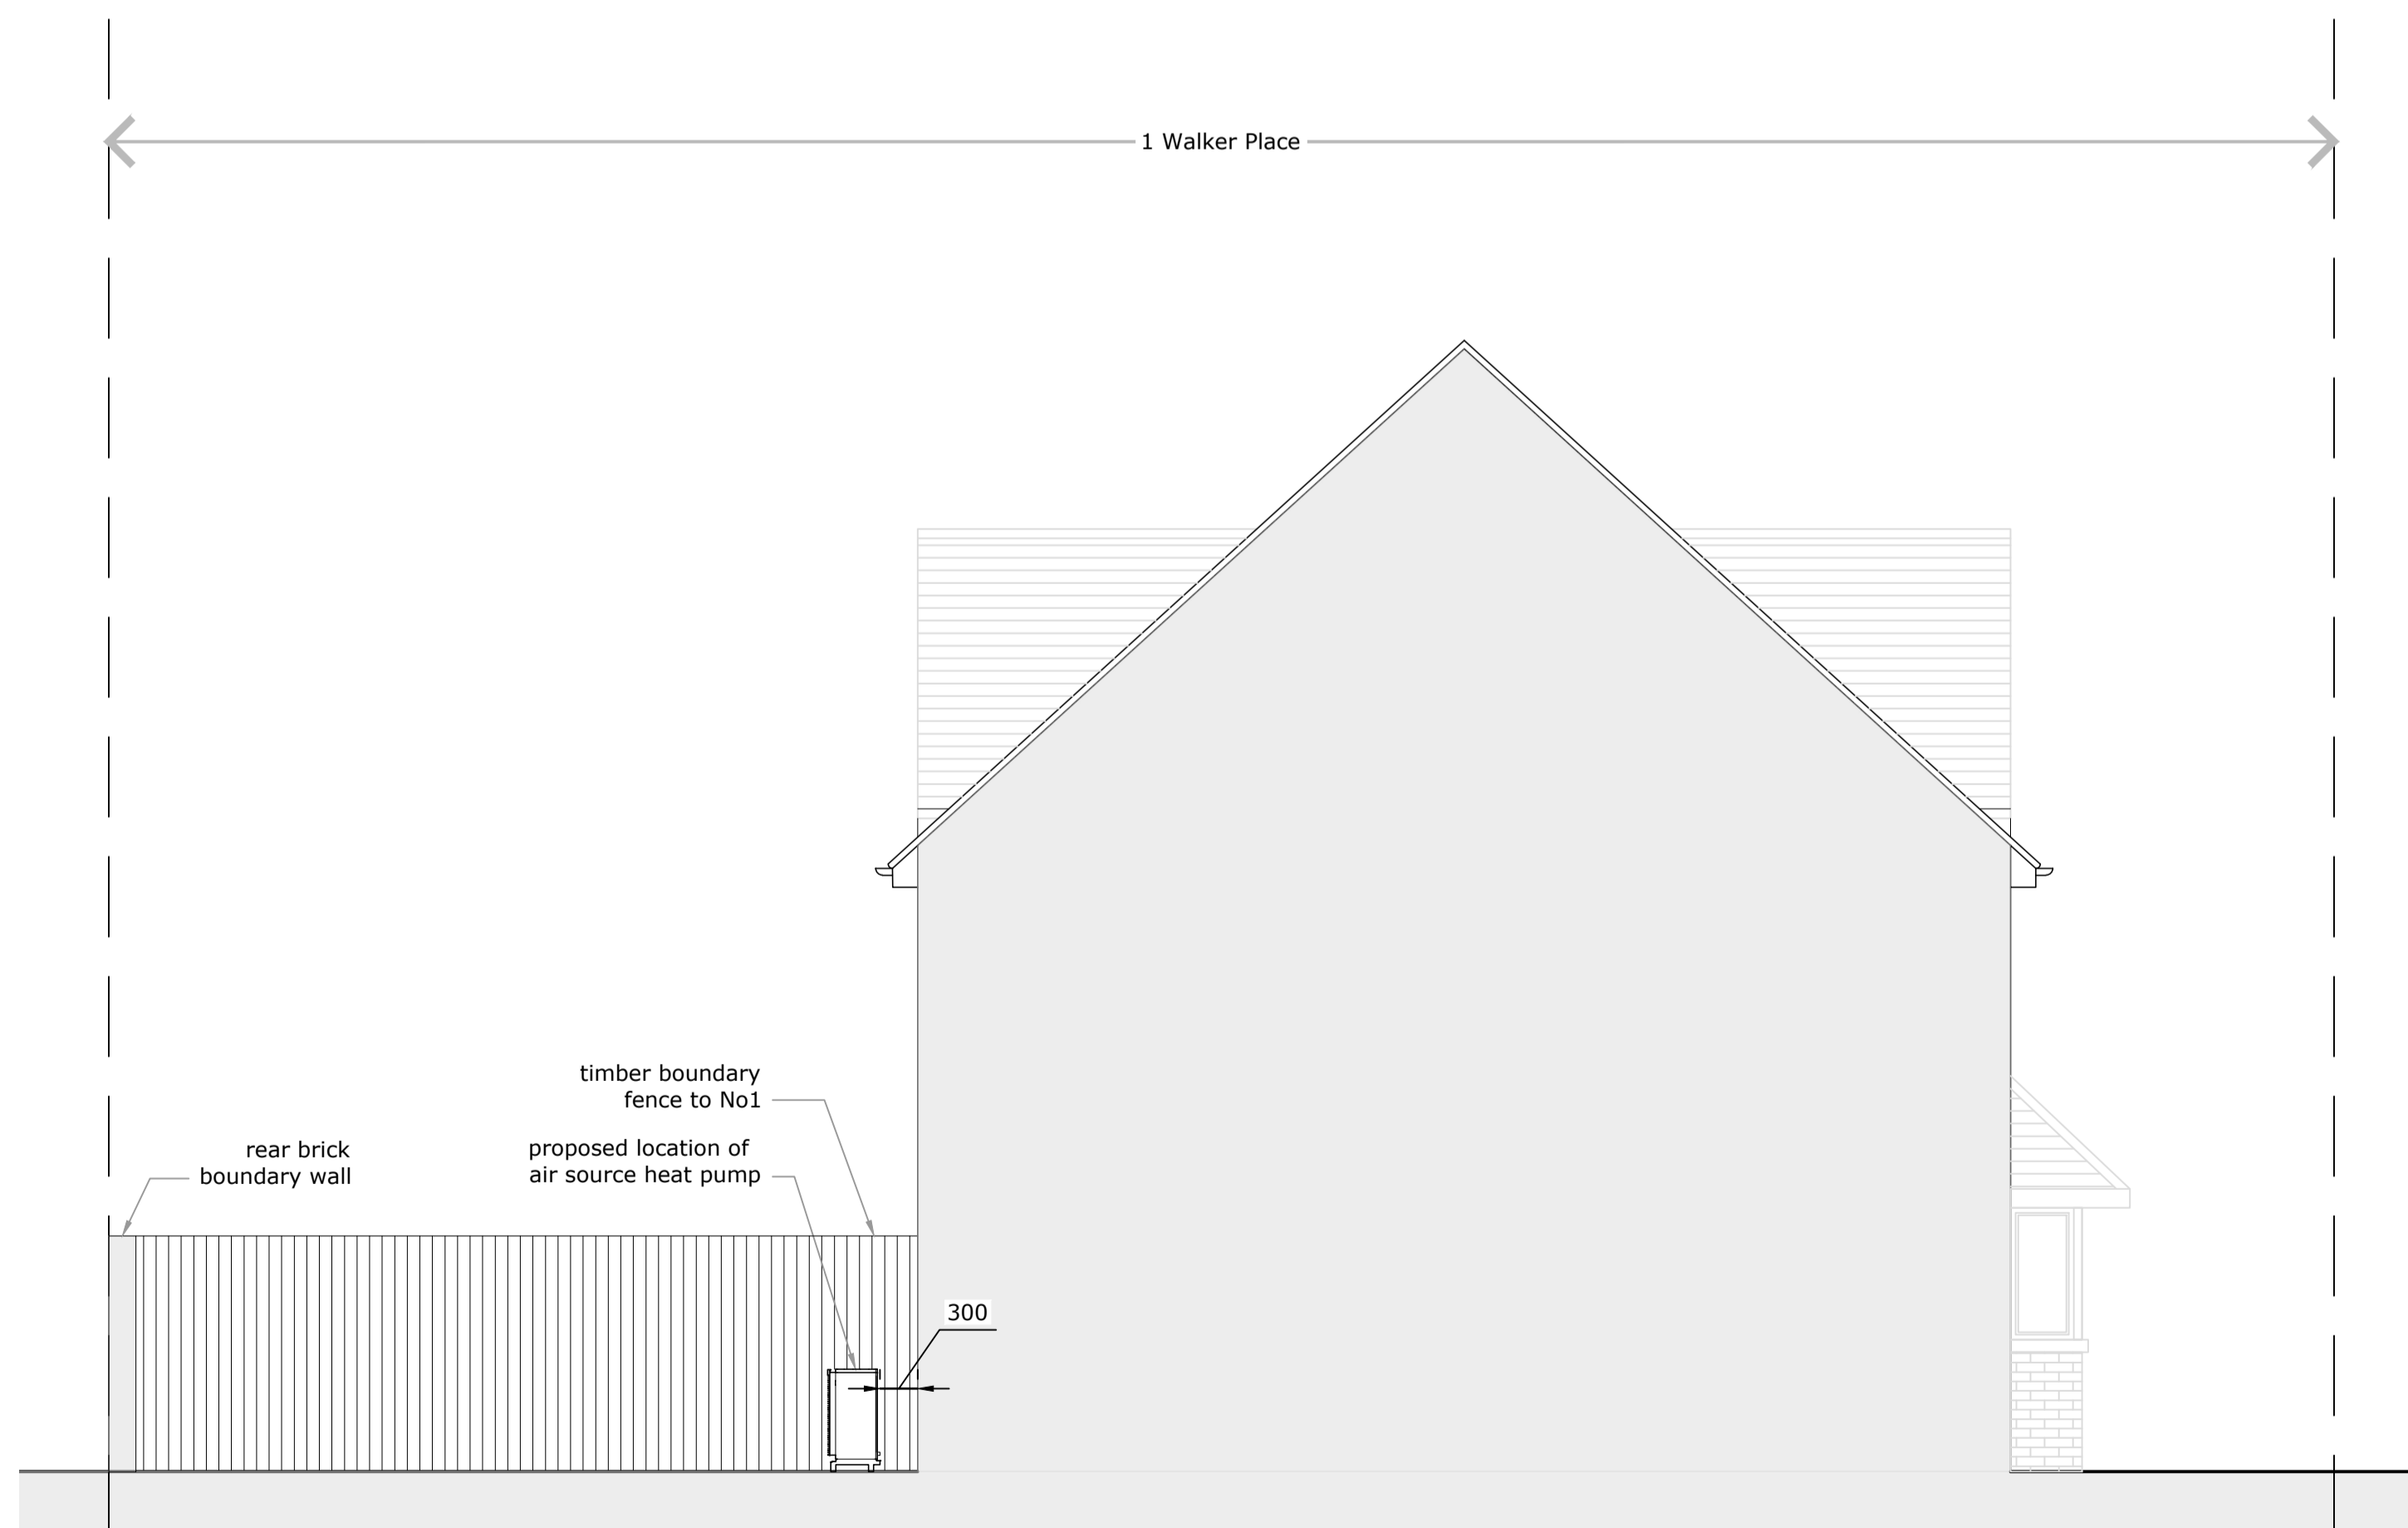 1 Walker Place
timber boundary
fence to No1
rear brick
boundary wall
proposed location of
air source heat pump
300